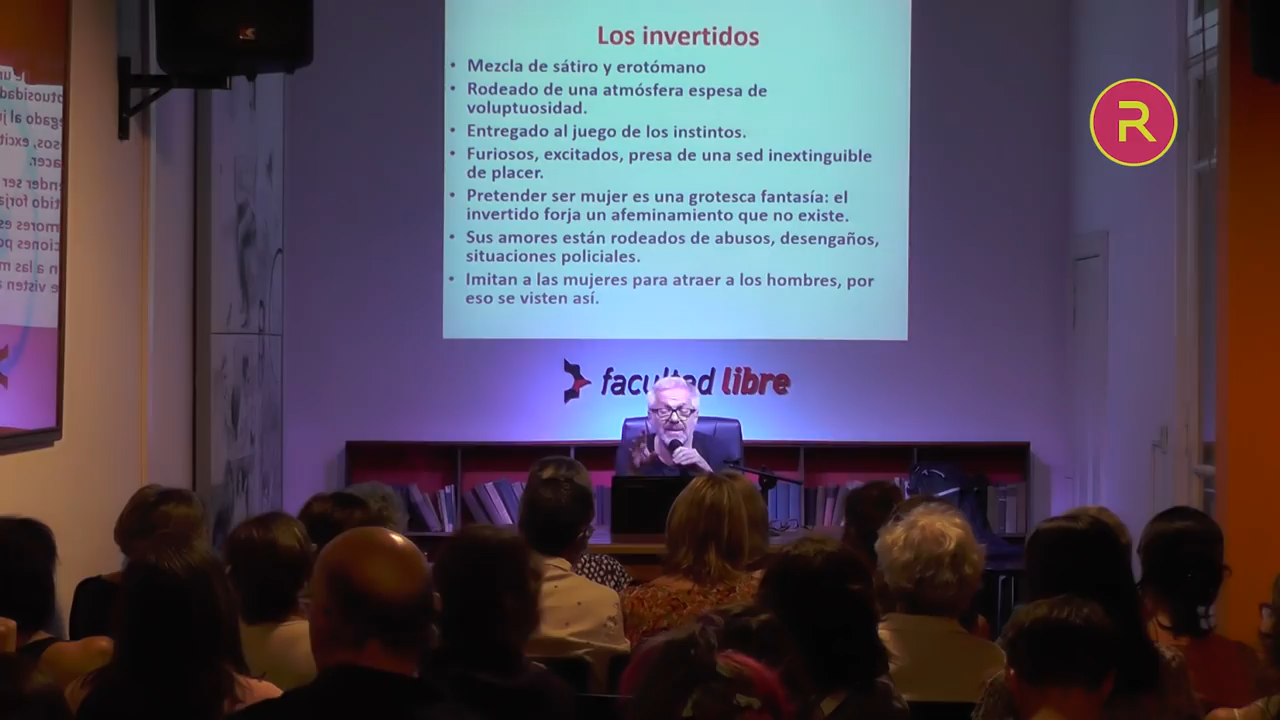 Los invertidos
• Mezcla de sátiro y erotómano
• Rodeado de una atmósfera espesa de
voluptuosidad.
• Entregado al juego de los instintos.
• Furiosos, excitados, presa de una sed inextinguible
de placer.
• Pretender ser mujer es una grotesca fantasía: el
invertido forja un afeminamiento que no existe.
• Sus amores están rodeados de abusos, desengaños,
situaciones policiales.
• Imitan a las mujeres para atraer a los hombres, por
eso se visten así.
R
facultad libre